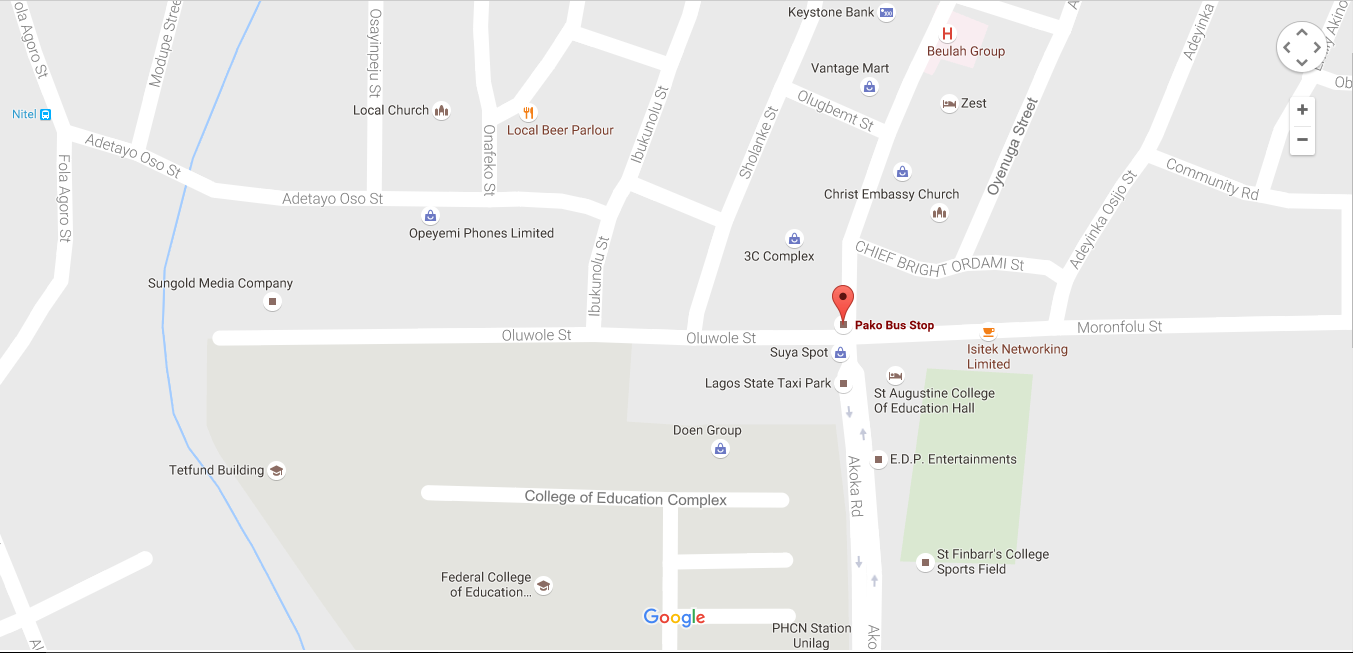 Keystone Bank
Fola Agoro St
Modupe Street
Osayinpeju St
Beulah Group
Adeyinka
Vantage Mart
Zest
Olugbemt St
Nitel
Local Church
Local Beer Parlour
Onafeko St
Ibukunolu St
Sholanke St
Oyenuga Street
Adetayo Oso St
Community Rd
Fola Agoro St
Adetayo Oso St
Christ Embassy Church
Opeyemi Phones Limited
3C Complex
CHIEF BRIGHT ORDAMI St
Adeyinka Osijo St
Ibukunolu St
Sungold Media Company
Pako Bus Stop
Oluwole St
Oluwole St
Moronfolu St
Suya Spot
Isitek Networking
Limited
Lagos State Taxi Park
St Augustine College
Of Education Hall
Doen Group
Tetfund Building
E.D.P. Entertainments
Akoka Rd
College of Education Complex
St Finbarr's College
Sports Field
Federal College
of Education...
Google
PHCN Station
Unilag
Ako